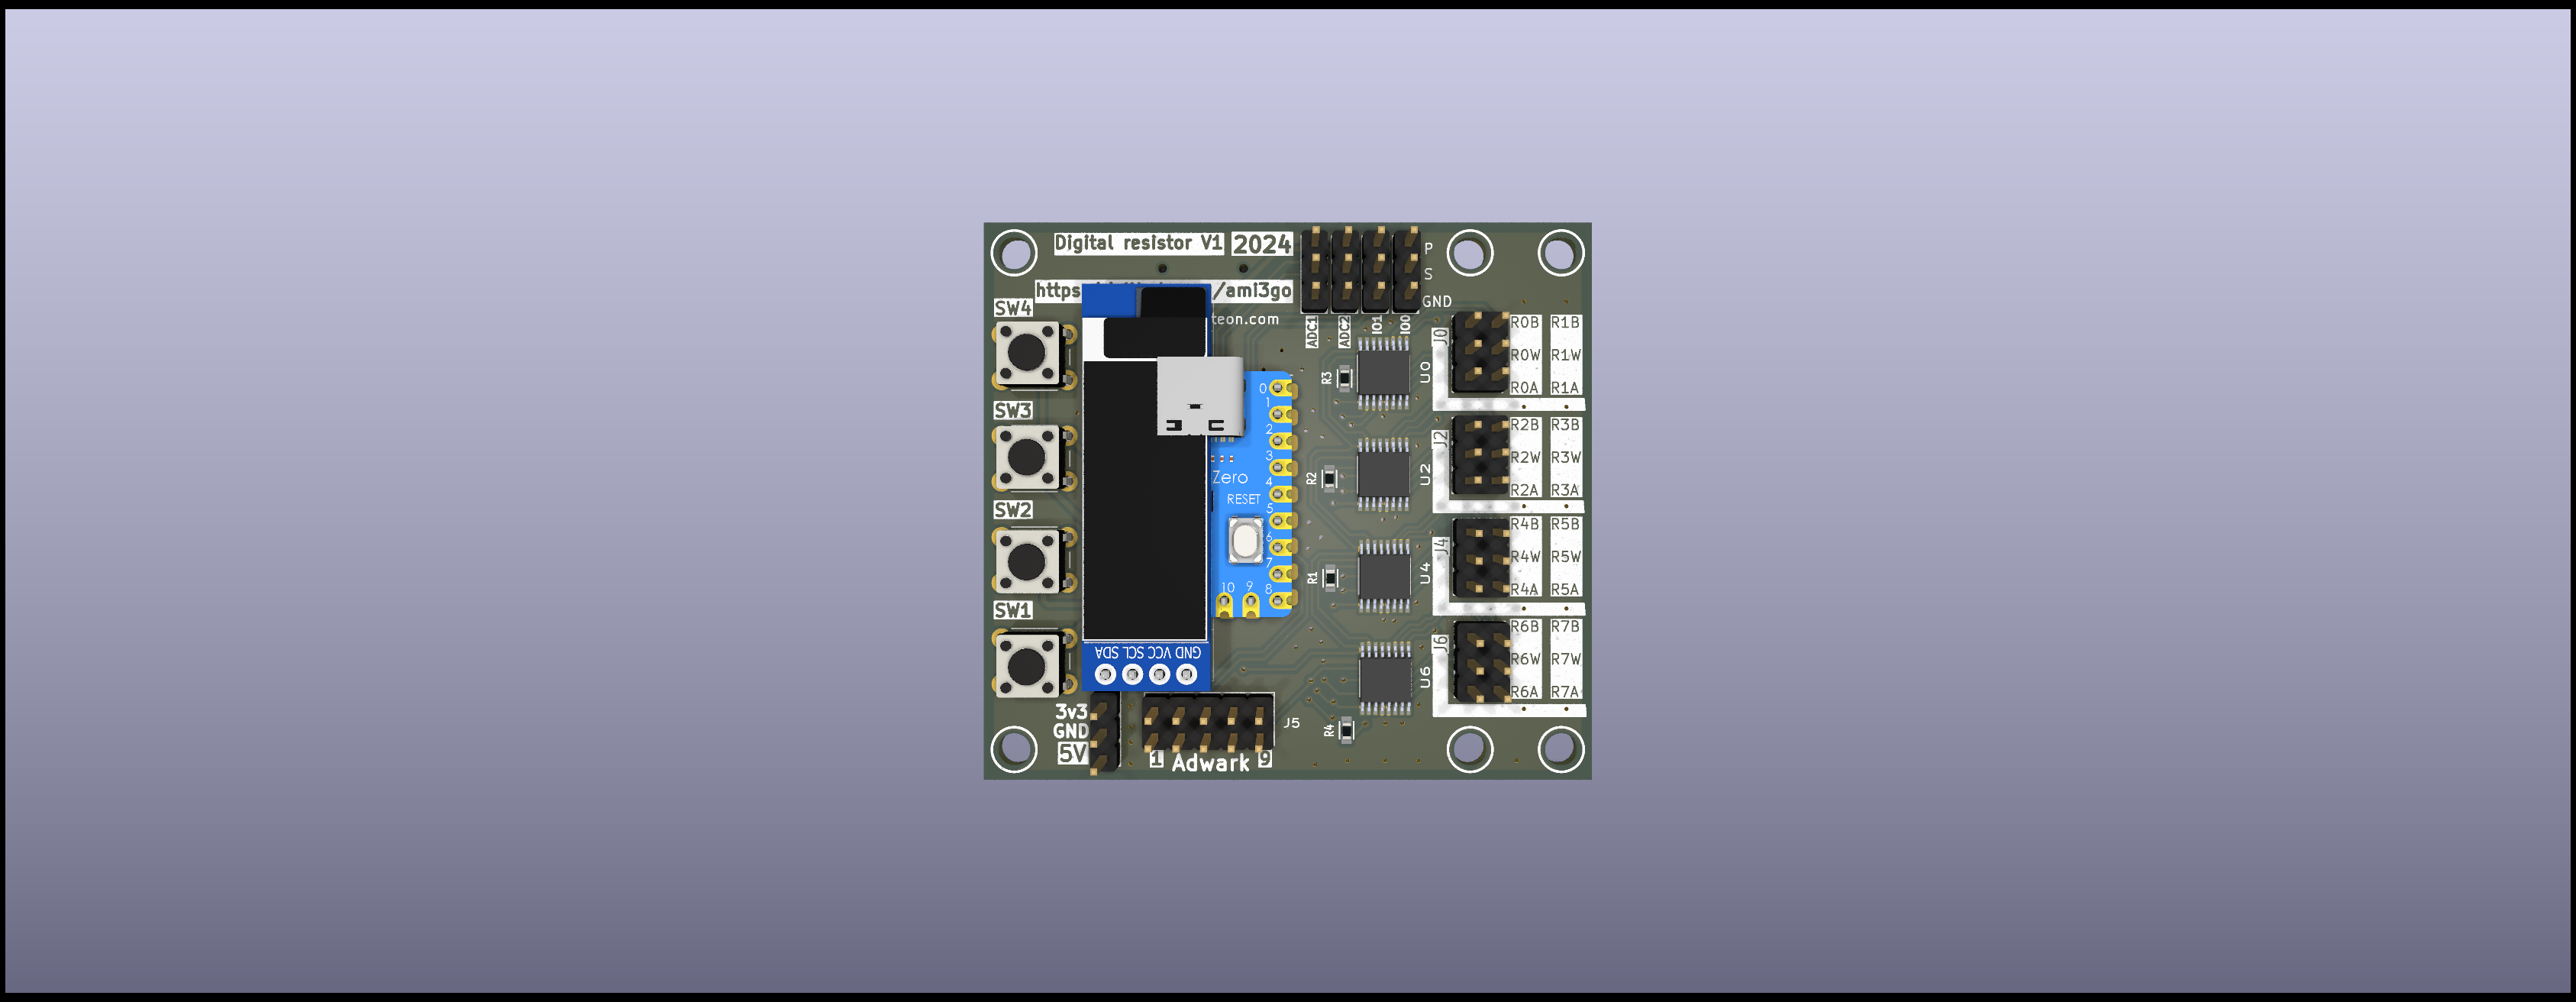 Digital resistor V1 2024
https /ami3go
teon.com
SW4
SW3
SW2
SW1
P
S
GND
ADC1 ADC2 IO1 IO0
0
1
2
3
4
5
6
7
8
9
10
Zero
RESET
GND VCC SCL SDA
3v3
GND
5V
1 Adwark 9
J5
R3
R2
R1
R4
U0
U2
U4
U6
J0
R0B R1B
R0W R1W
R0A R1A
J2
R2B R3B
R2W R3W
R2A R3A
J4
R4B R5B
R4W R5W
R4A R5A
J6
R6B R7B
R6W R7W
R6A R7A